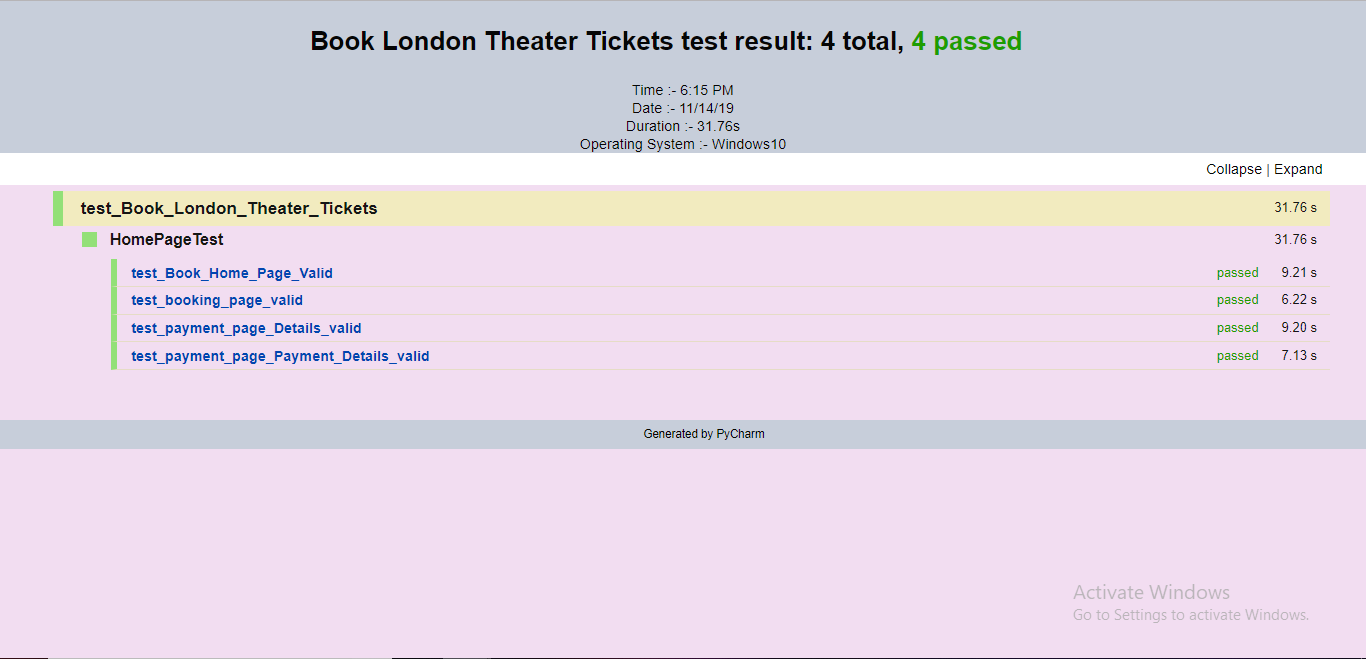 Book London Theater Tickets test result: 4 total, 4 passed
Time :- 6:15 PM
Date :- 11/14/19
Duration :- 31.76s
Operating System :- Windows10
Collapse | Expand
test_Book_London_Theater_Tickets 31.76 s
HomePageTest 31.76 s
test_Book_Home_Page_Valid passed 9.21 s
test_booking_page_valid passed 6.22 s
test_payment_page_Details_valid passed 9.20 s
test_payment_page_Payment_Details_valid passed 7.13 s
Generated by PyCharm
Activate Windows
Go to Settings to activate Windows.